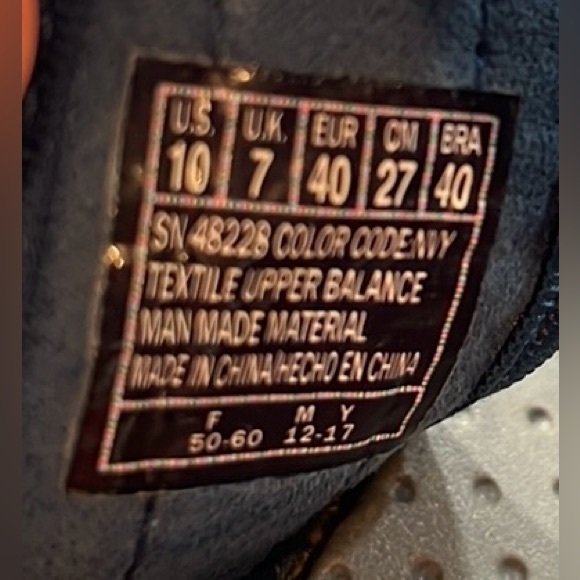 U.S. U.K. EUR CM BRA
10 7 40 27 40
SN 48228 COLOR CODE:NVY
TEXTILE UPPER BALANCE
MAN MADE MATERIAL
MADE IN CHINA/HECHO EN CHINA
F M Y
50-60 12-17